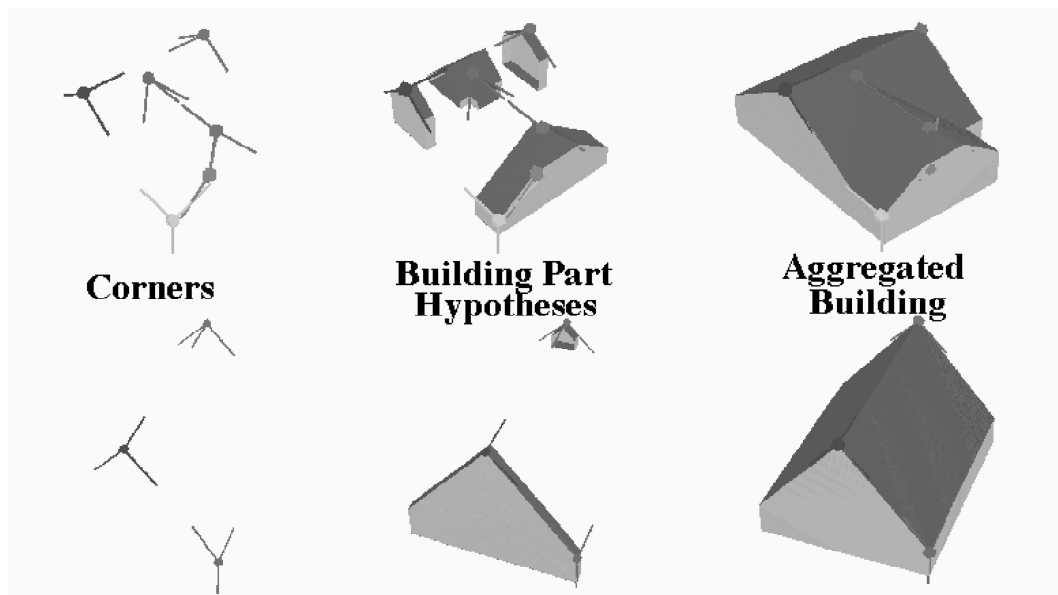 Corners
Building Part
Hypotheses
Aggregated
Building